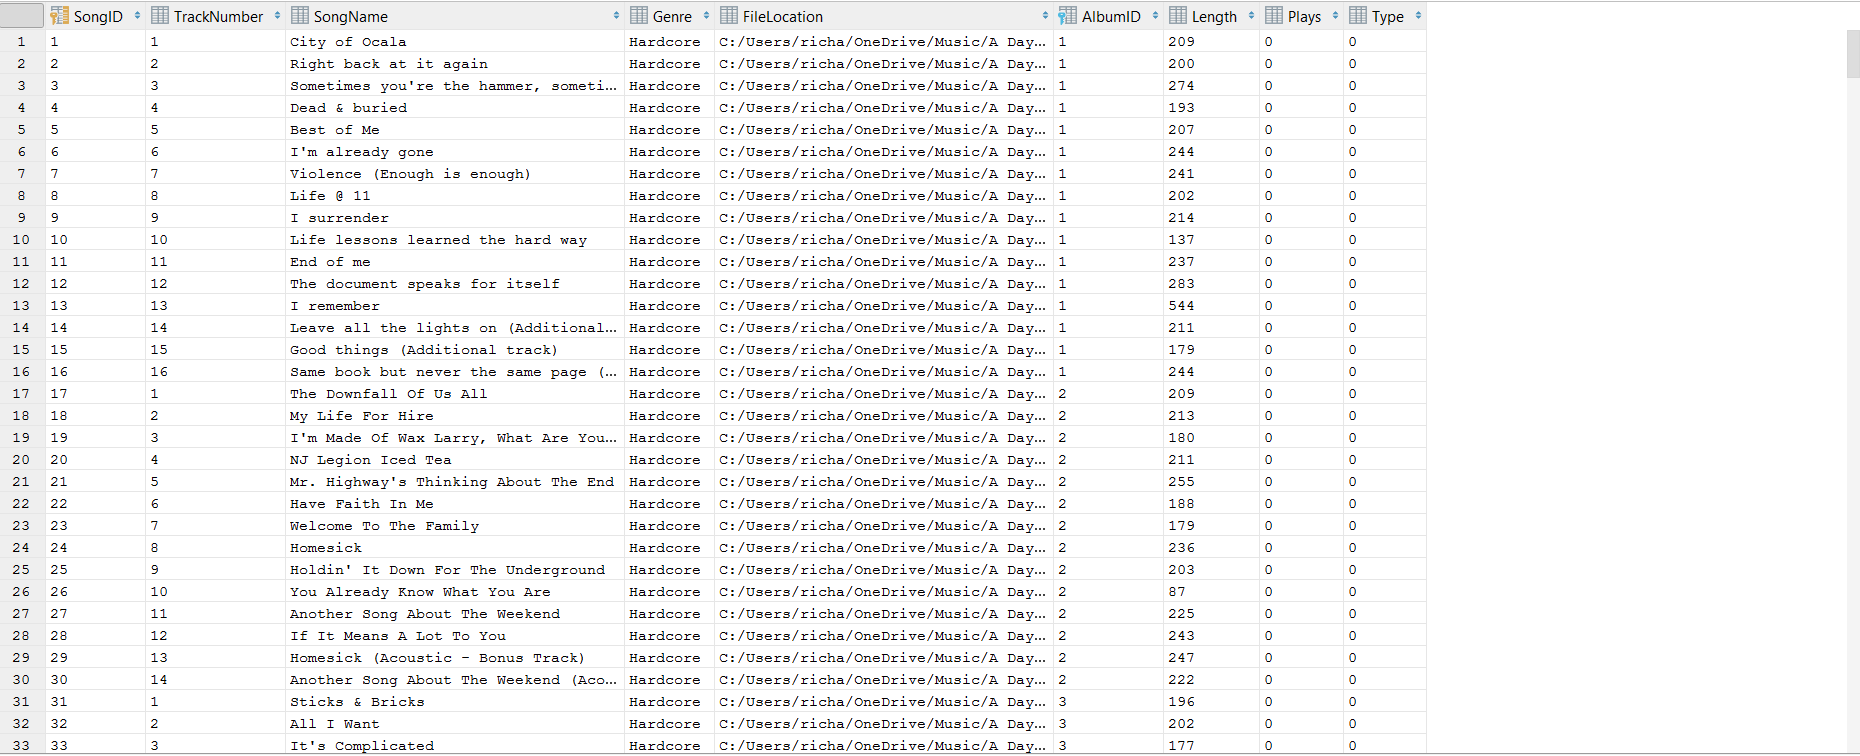 SongID TrackNumber SongName Genre FileLocation AlbumID Length Plays Type
1 1 1 City of Ocala Hardcore C:/Users/richa/OneDrive/Music/A Day... 1 209 0 0
2 2 2 Right back at it again Hardcore C:/Users/richa/OneDrive/Music/A Day... 1 200 0 0
3 3 3 Sometimes you're the hammer, someti... Hardcore C:/Users/richa/OneDrive/Music/A Day... 1 274 0 0
4 4 4 Dead & buried Hardcore C:/Users/richa/OneDrive/Music/A Day... 1 193 0 0
5 5 5 Best of Me Hardcore C:/Users/richa/OneDrive/Music/A Day... 1 207 0 0
6 6 6 I'm already gone Hardcore C:/Users/richa/OneDrive/Music/A Day... 1 244 0 0
7 7 7 Violence (Enough is enough) Hardcore C:/Users/richa/OneDrive/Music/A Day... 1 241 0 0
8 8 8 Life @ 11 Hardcore C:/Users/richa/OneDrive/Music/A Day... 1 202 0 0
9 9 9 I surrender Hardcore C:/Users/richa/OneDrive/Music/A Day... 1 214 0 0
10 10 10 Life lessons learned the hard way Hardcore C:/Users/richa/OneDrive/Music/A Day... 1 137 0 0
11 11 11 End of me Hardcore C:/Users/richa/OneDrive/Music/A Day... 1 237 0 0
12 12 12 The document speaks for itself Hardcore C:/Users/richa/OneDrive/Music/A Day... 1 283 0 0
13 13 13 I remember Hardcore C:/Users/richa/OneDrive/Music/A Day... 1 544 0 0
14 14 14 Leave all the lights on (Additional... Hardcore C:/Users/richa/OneDrive/Music/A Day... 1 211 0 0
15 15 15 Good things (Additional track) Hardcore C:/Users/richa/OneDrive/Music/A Day... 1 179 0 0
16 16 16 Same book but never the same page (... Hardcore C:/Users/richa/OneDrive/Music/A Day... 1 244 0 0
17 17 1 The Downfall Of Us All Hardcore C:/Users/richa/OneDrive/Music/A Day... 2 209 0 0
18 18 2 My Life For Hire Hardcore C:/Users/richa/OneDrive/Music/A Day... 2 213 0 0
19 19 3 I'm Made Of Wax Larry, What Are You... Hardcore C:/Users/richa/OneDrive/Music/A Day... 2 180 0 0
20 20 4 NJ Legion Iced Tea Hardcore C:/Users/richa/OneDrive/Music/A Day... 2 211 0 0
21 21 5 Mr. Highway's Thinking About The End Hardcore C:/Users/richa/OneDrive/Music/A Day... 2 255 0 0
22 22 6 Have Faith In Me Hardcore C:/Users/richa/OneDrive/Music/A Day... 2 188 0 0
23 23 7 Welcome To The Family Hardcore C:/Users/richa/OneDrive/Music/A Day... 2 179 0 0
24 24 8 Homesick Hardcore C:/Users/richa/OneDrive/Music/A Day... 2 236 0 0
25 25 9 Holdin' It Down For The Underground Hardcore C:/Users/richa/OneDrive/Music/A Day... 2 203 0 0
26 26 10 You Already Know What You Are Hardcore C:/Users/richa/OneDrive/Music/A Day... 2 87 0 0
27 27 11 Another Song About The Weekend Hardcore C:/Users/richa/OneDrive/Music/A Day... 2 225 0 0
28 28 12 If It Means A Lot To You Hardcore C:/Users/richa/OneDrive/Music/A Day... 2 243 0 0
29 29 13 Homesick (Acoustic - Bonus Track) Hardcore C:/Users/richa/OneDrive/Music/A Day... 2 247 0 0
30 30 14 Another Song About The Weekend (Aco... Hardcore C:/Users/richa/OneDrive/Music/A Day... 2 222 0 0
31 31 1 Sticks & Bricks Hardcore C:/Users/richa/OneDrive/Music/A Day... 3 196 0 0
32 32 2 All I Want Hardcore C:/Users/richa/OneDrive/Music/A Day... 3 202 0 0
33 33 3 It's Complicated Hardcore C:/Users/richa/OneDrive/Music/A Day... 3 177 0 0